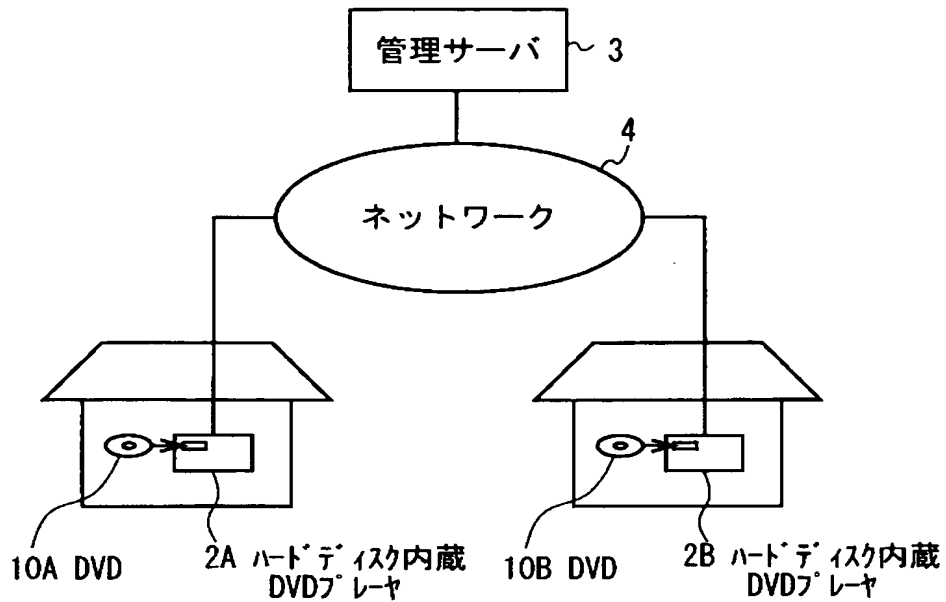 管理サーバ
3
4
ネットワーク
10A DVD
2A ﾊｰﾄﾞﾃﾞｨｽｸ内蔵
DVDﾌﾟﾚｰﾔ
10B DVD
2B ﾊｰﾄﾞﾃﾞｨｽｸ内蔵
DVDﾌﾟﾚｰﾔ